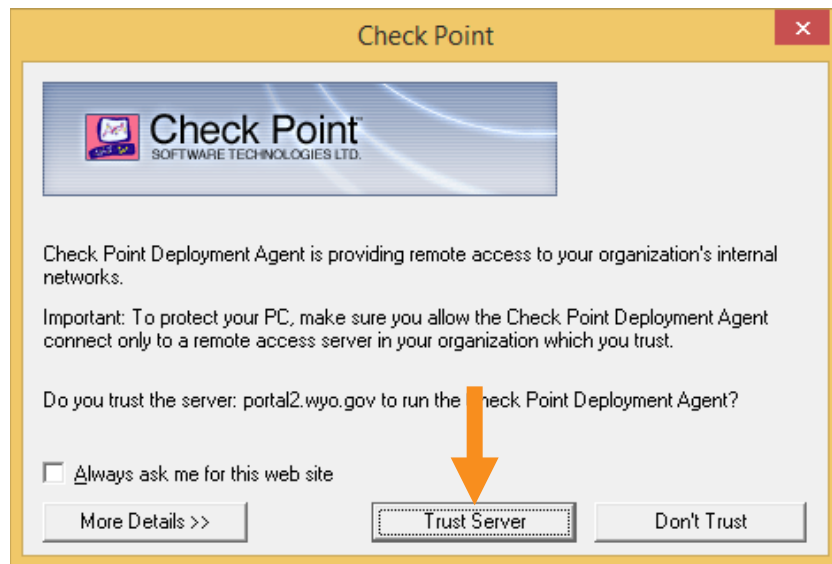 Check Point
Check Point
SOFTWARE TECHNOLOGIES LTD.
Check Point Deployment Agent is providing remote access to your organization's internal
networks.
Important: To protect your PC, make sure you allow the Check Point Deployment Agent
connect only to a remote access server in your organization which you trust.
Do you trust the server: portal2.wyo.gov to run the Check Point Deployment Agent?
Always ask me for this web site
More Details >>
Trust Server
Don't Trust